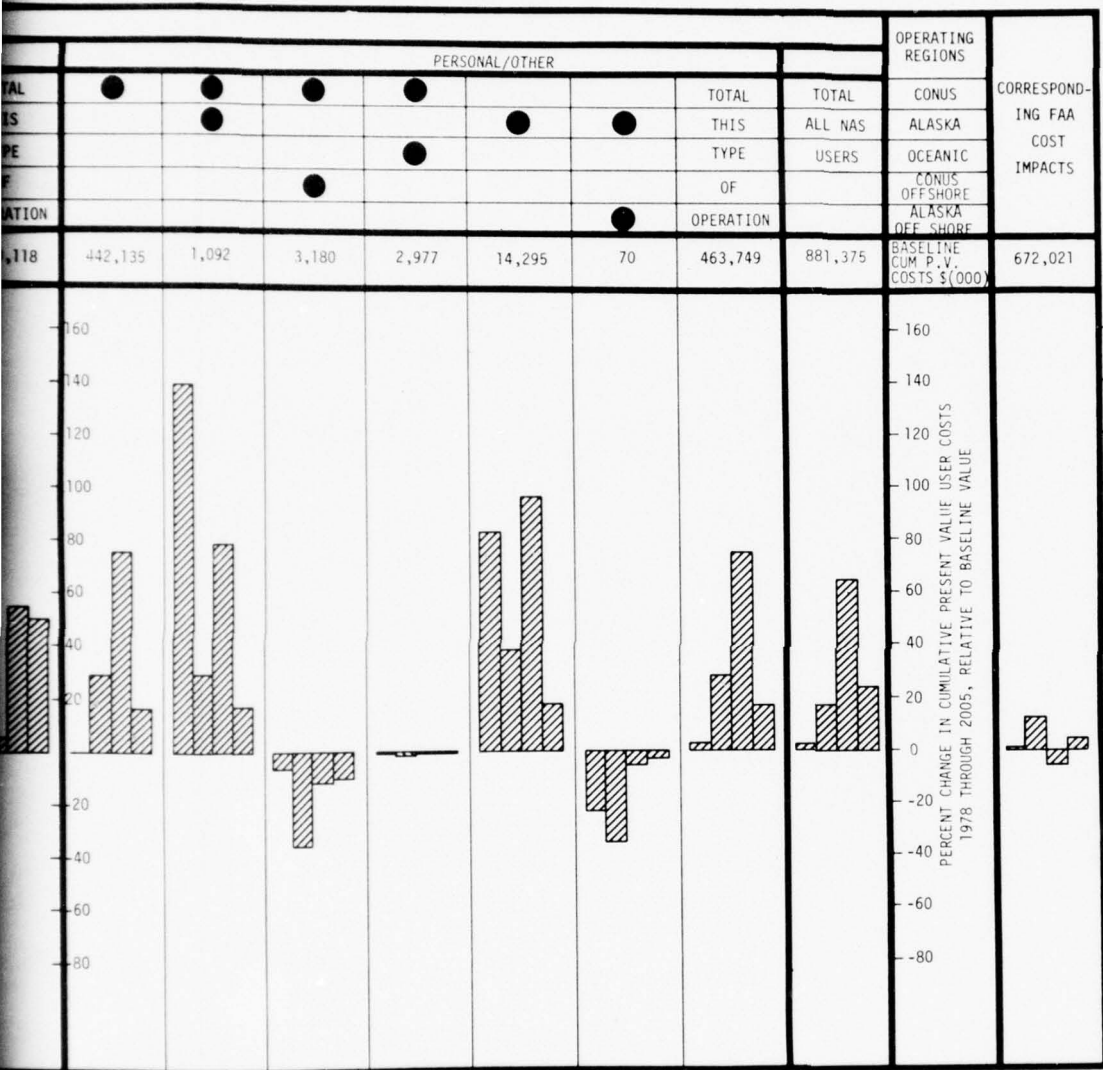 PERSONAL/OTHER
OPERATING
REGIONS
CORRESPOND-
ING FAA
COST
IMPACTS
TAL
TOTAL
TOTAL
CONUS
IS
THIS
ALL NAS
ALASKA
PE
TYPE
USERS
OCEANIC
F
OF
CONUS
OFFSHORE
ATION
OPERATION
ALASKA
OFF SHORE
,118 442,135 1,092 3,180 2,977 14,295 70 463,749 881,375
BASELINE
CUM P.V.
COSTS $(000)
672,021
160
140
120
100
80
60
40
20
-20
-40
-60
-80
160
140
120
100
80
60
40
20
0
-20
-40
-60
-80
PERCENT CHANGE IN CUMULATIVE PRESENT VALUE USER COSTS
1978 THROUGH 2005, RELATIVE TO BASELINE VALUE